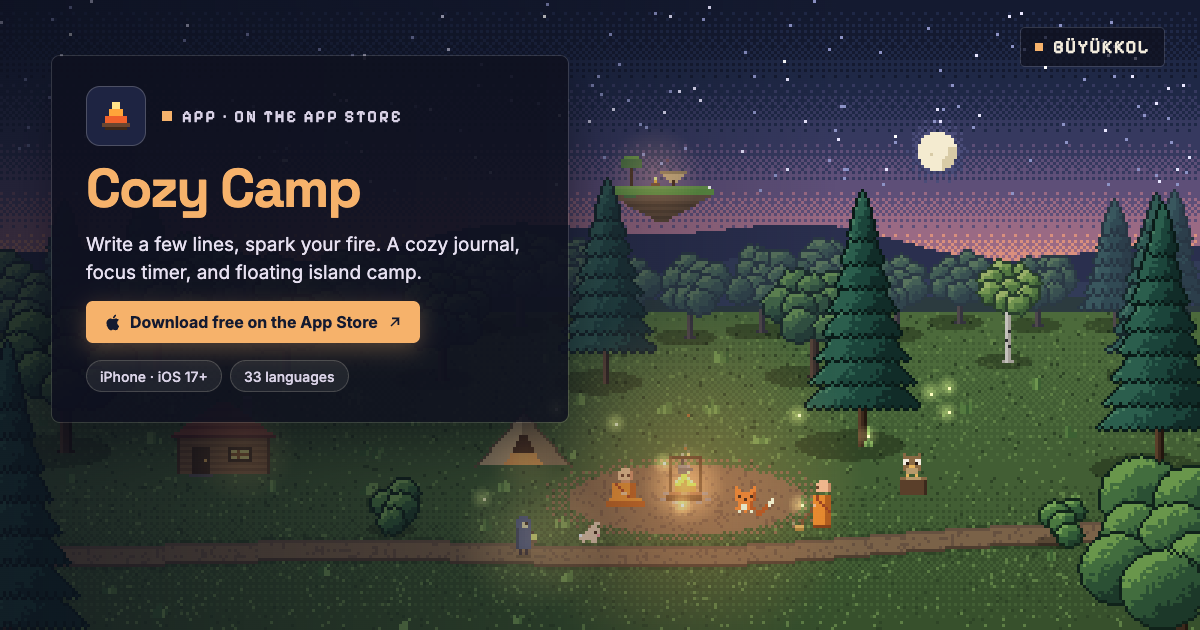 BÜYÜKKOL
APP · ON THE APP STORE
Cozy Camp
Write a few lines, spark your fire. A cozy journal,
focus timer, and floating island camp.
Download free on the App Store ↗
iPhone · iOS 17+
33 languages